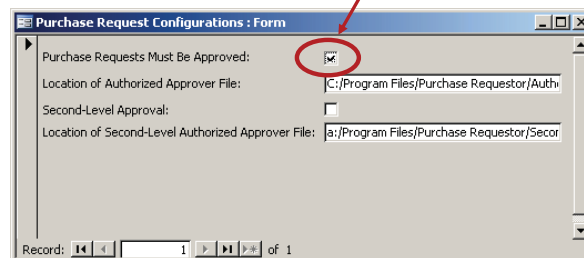 Purchase Request Configurations : Form
Purchase Requests Must Be Approved:
Location of Authorized Approver File: C:/Program Files/Purchase Requestor/Autho
Second-Level Approval:
Location of Second-Level Authorized Approver File: a:/Program Files/Purchase Requestor/Secor
Record: 1 of 1